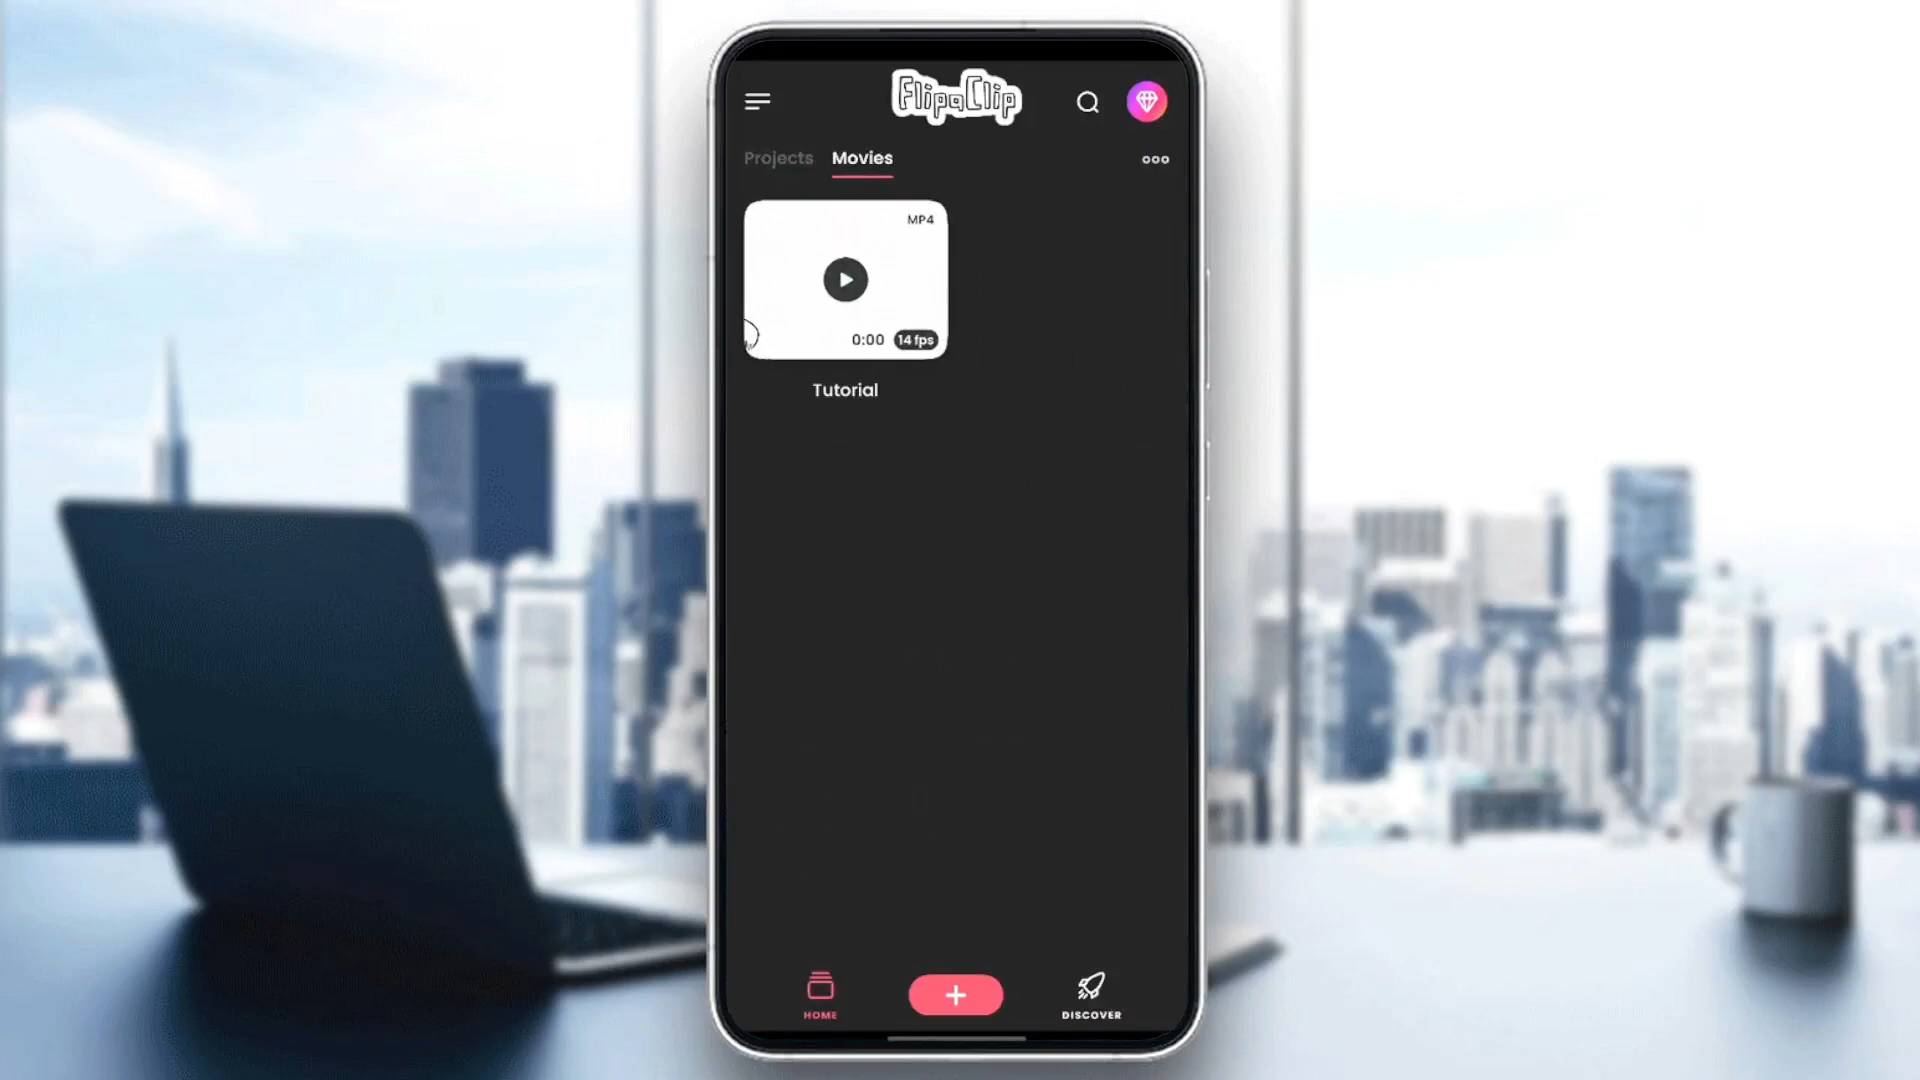 FlipaClip
Projects Movies
MP4
0:00 14 fps
Tutorial
HOME
DISCOVER